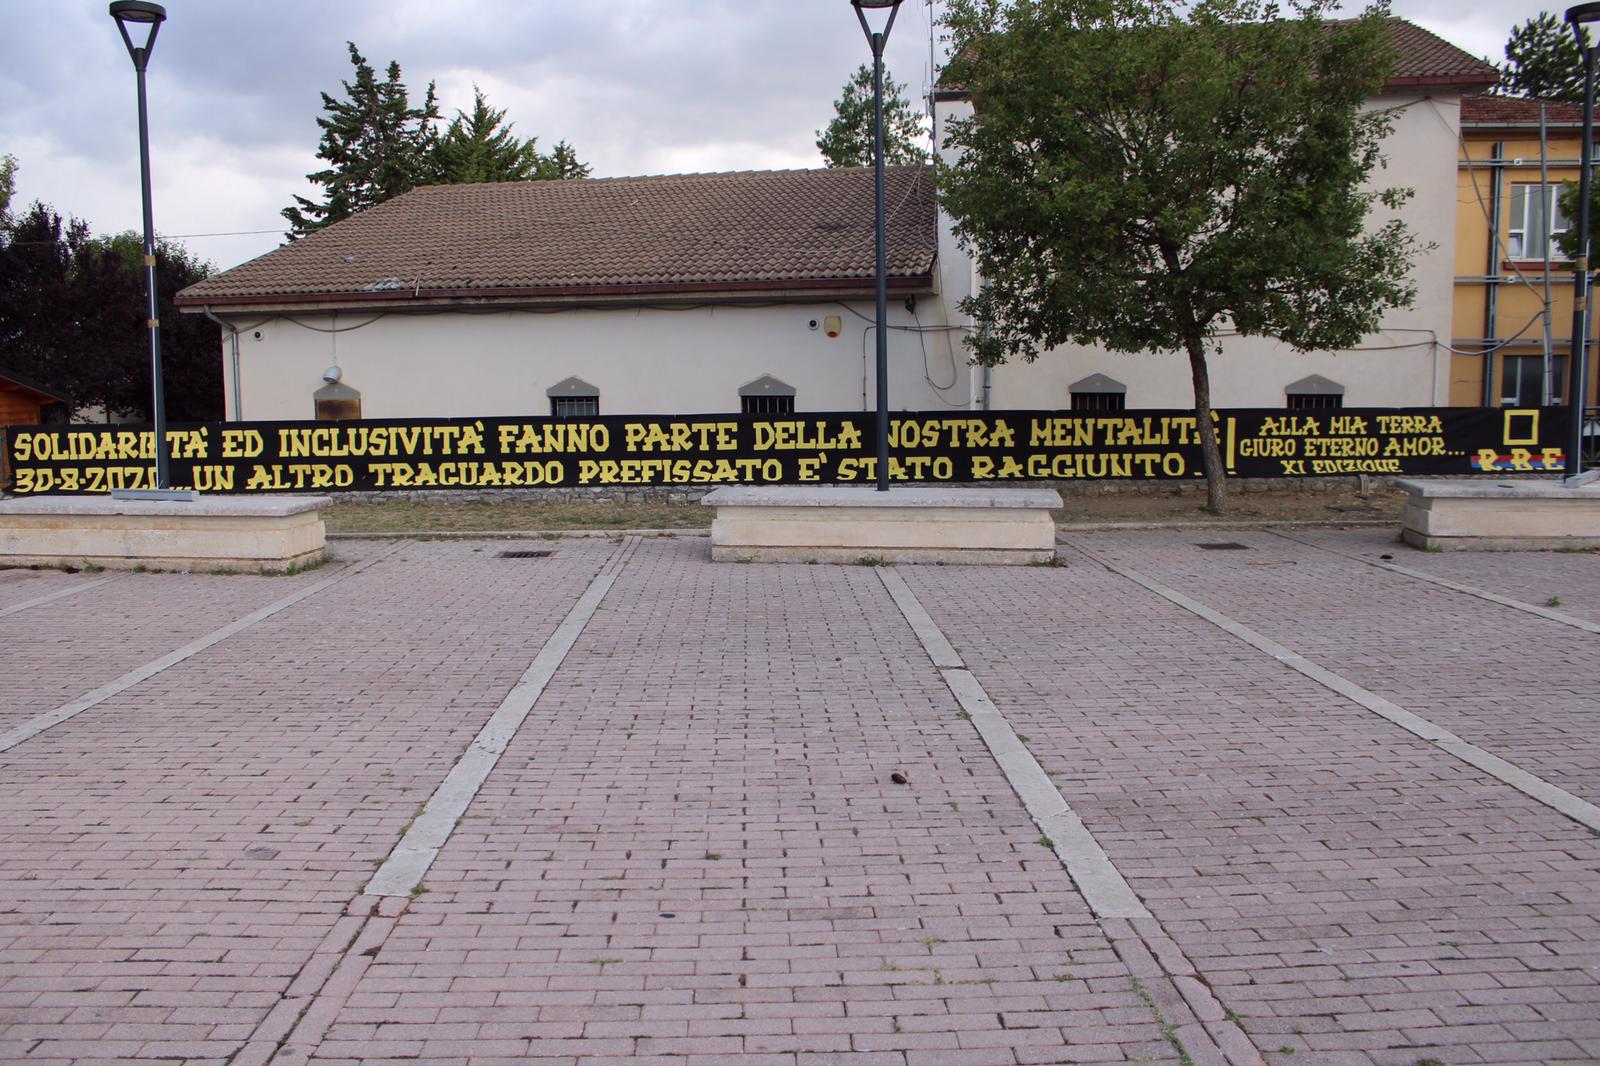 SOLIDARIETÀ ED INCLUSIVITÀ FANNO PARTE DELLA NOSTRA MENTALITÀ
30-8-2020...UN ALTRO TRAGUARDO PREFISSATO E' STATO RAGGIUNTO...!
ALLA MIA TERRA
GIURO ETERNO AMOR...
XI EDIZIONE
R.B.E.